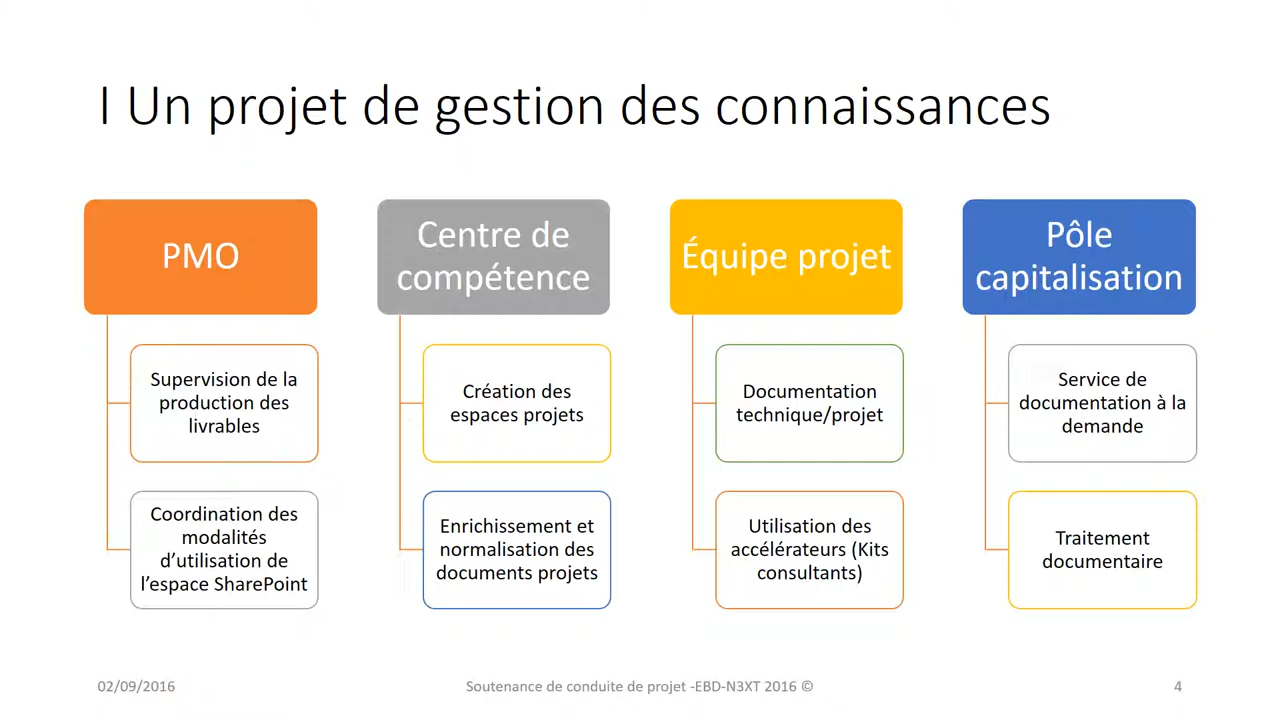 I Un projet de gestion des connaissances
PMO
Supervision de la
production des
livrables
Coordination des
modalités
d’utilisation de
l’espace SharePoint
Centre de
compétence
Création des
espaces projets
Enrichissement et
normalisation des
documents projets
Équipe projet
Documentation
technique/projet
Utilisation des
accélérateurs (Kits
consultants)
Pôle
capitalisation
Service de
documentation à la
demande
Traitement
documentaire
02/09/2016
Soutenance de conduite de projet -EBD-N3XT 2016 ©
4